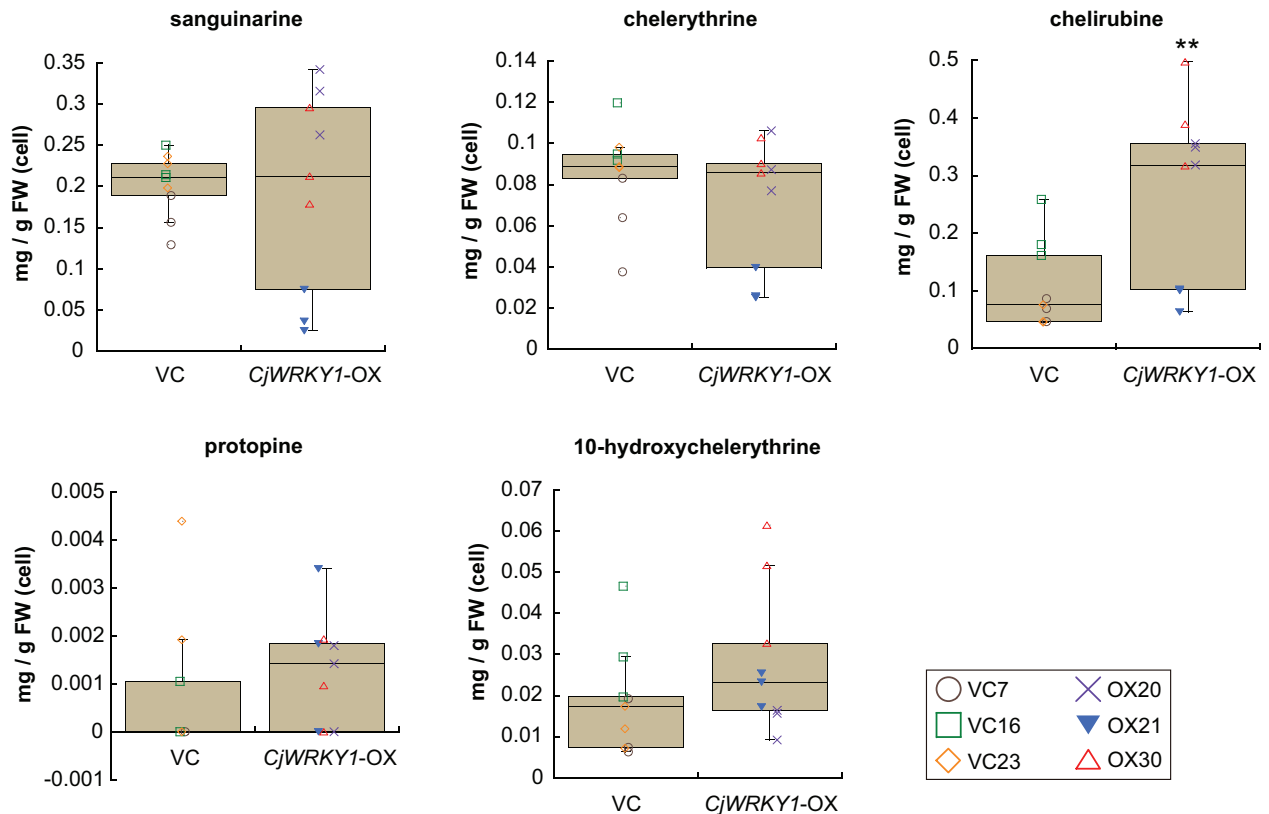 sanguinarine
mg / g FW (cell)
0.35
0.3
0.25
0.2
0.15
0.1
0.05
0
VC
CjWRKY1-OX
chelerythrine
mg / g FW (cell)
0.14
0.12
0.1
0.08
0.06
0.04
0.02
0
VC
CjWRKY1-OX
chelirubine
**
mg / g FW (cell)
0.5
0.4
0.3
0.2
0.1
0
VC
CjWRKY1-OX
protopine
mg / g FW (cell)
0.005
0.004
0.003
0.002
0.001
0
-0.001
VC
CjWRKY1-OX
10-hydroxychelerythrine
mg / g FW (cell)
0.07
0.06
0.05
0.04
0.03
0.02
0.01
0
VC
CjWRKY1-OX
VC7
OX20
VC16
OX21
VC23
OX30